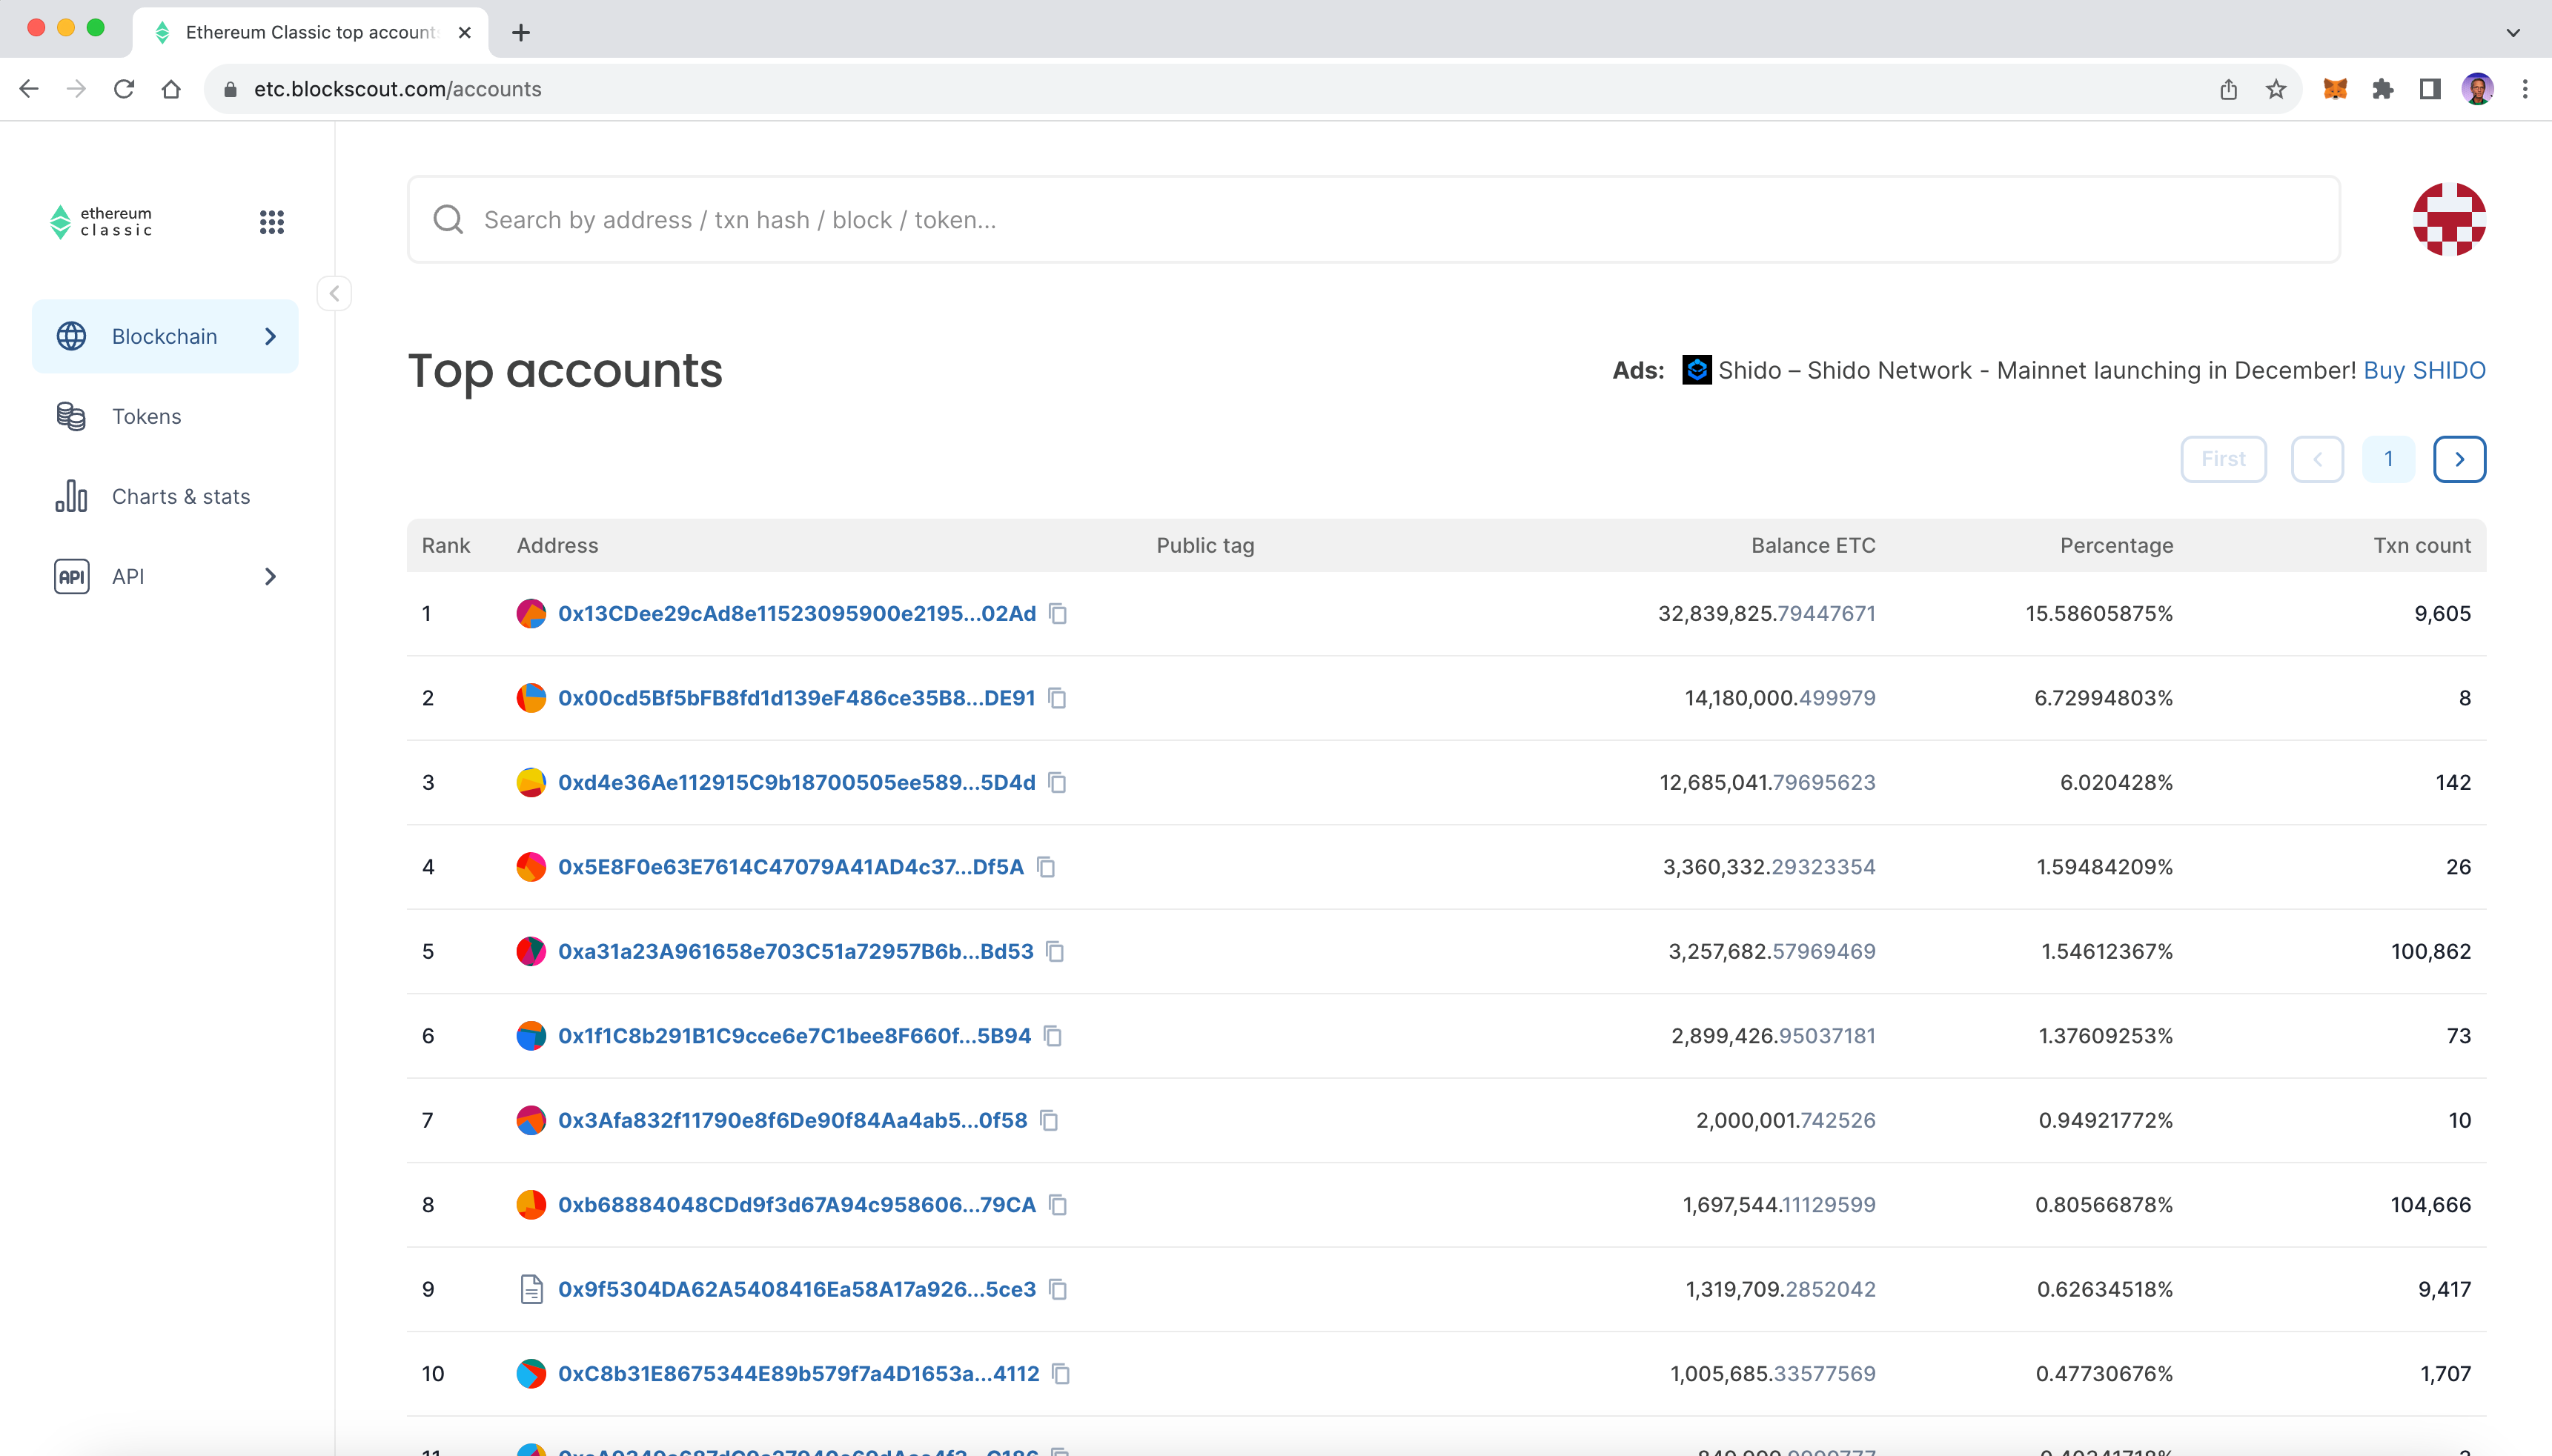 Ethereum Classic top account
etc.blockscout.com/accounts
ethereum
classic
Search by address / txn hash / block / token...
Blockchain
Tokens
Charts & stats
API API
Top accounts
Ads: Shido – Shido Network - Mainnet launching in December! Buy SHIDO
First 1
Rank Address Public tag Balance ETC Percentage Txn count
1 0x13CDee29cAd8e11523095900e2195...02Ad 32,839,825.79447671 15.58605875% 9,605
2 0x00cd5Bf5bFB8fd1d139eF486ce35B8...DE91 14,180,000.499979 6.72994803% 8
3 0xd4e36Ae112915C9b18700505ee589...5D4d 12,685,041.79695623 6.020428% 142
4 0x5E8F0e63E7614C47079A41AD4c37...Df5A 3,360,332.29323354 1.59484209% 26
5 0xa31a23A961658e703C51a72957B6b...Bd53 3,257,682.57969469 1.54612367% 100,862
6 0x1f1C8b291B1C9cce6e7C1bee8F660f...5B94 2,899,426.95037181 1.37609253% 73
7 0x3Afa832f11790e8f6De90f84Aa4ab5...0f58 2,000,001.742526 0.94921772% 10
8 0xb68884048CDd9f3d67A94c958606...79CA 1,697,544.11129599 0.80566878% 104,666
9 0x9f5304DA62A5408416Ea58A17a926...5ce3 1,319,709.2852042 0.62634518% 9,417
10 0xC8b31E8675344E89b579f7a4D1653a...4112 1,005,685.33577569 0.47730676% 1,707
11